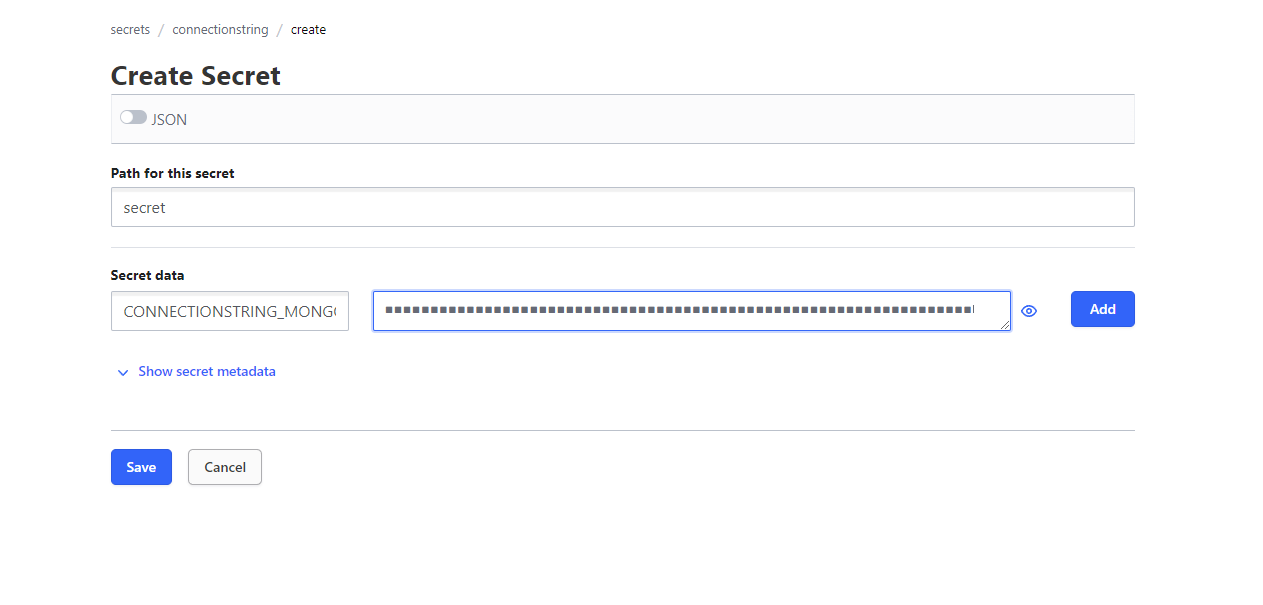 secrets / connectionstring / create
Create Secret
JSON
Path for this secret
secret
Secret data
CONNECTIONSTRING_MONG
Add
Show secret metadata
Save Cancel